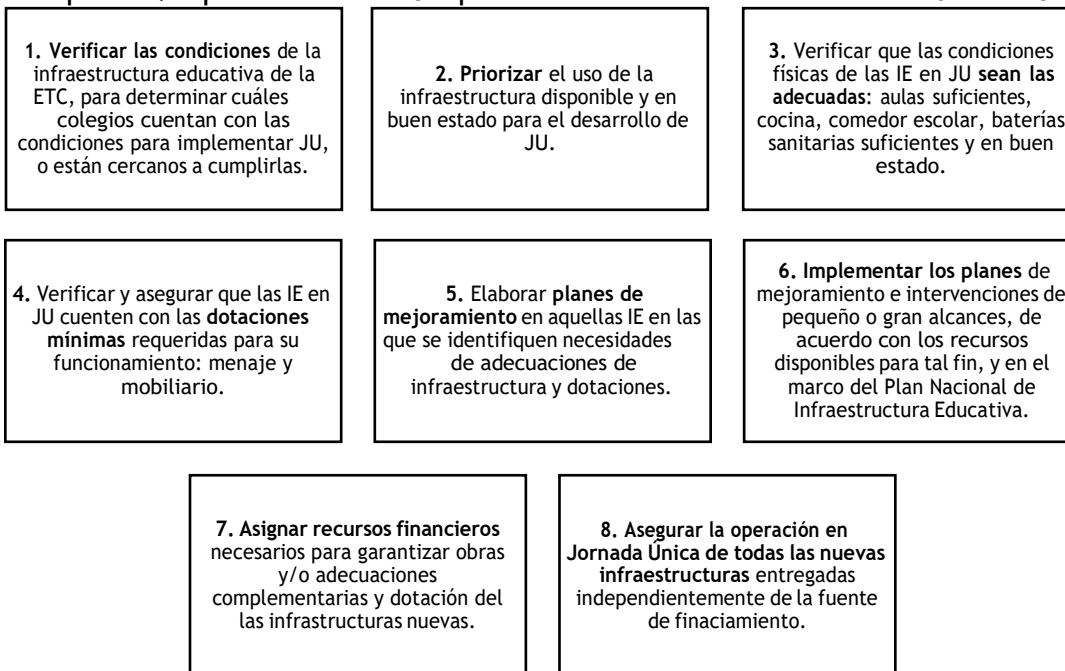 1. Verificar las condiciones de la
infraestructura educativa de la
ETC, para determinar cuáles
colegios cuentan con las
condiciones para implementar JU,
o están cercanos a cumplirlas.
2. Priorizar el uso de la
infraestructura disponible y en
buen estado para el desarrollo de
JU.
3. Verificar que las condiciones
físicas de las IE en JU sean las
adecuadas: aulas suficientes,
cocina, comedor escolar, baterías
sanitarias suficientes y en buen
estado.
4. Verificar y asegurar que las IE en
JU cuenten con las dotaciones
mínimas requeridas para su
funcionamiento: menaje y
mobiliario.
5. Elaborar planes de
mejoramiento en aquellas IE en las
que se identifiquen necesidades
de adecuaciones de
infraestructura y dotaciones.
6. Implementar los planes de
mejoramiento e intervenciones de
pequeño o gran alcances, de
acuerdo con los recursos
disponibles para tal fin, y en el
marco del Plan Nacional de
Infraestructura Educativa.
7. Asignar recursos financieros
necesarios para garantizar obras
y/o adecuaciones
complementarias y dotación del
las infrastructuras nuevas.
8. Asegurar la operación en
Jornada Única de todas las nuevas
infraestructuras entregadas
independientemente de la fuente
de finaciamiento.